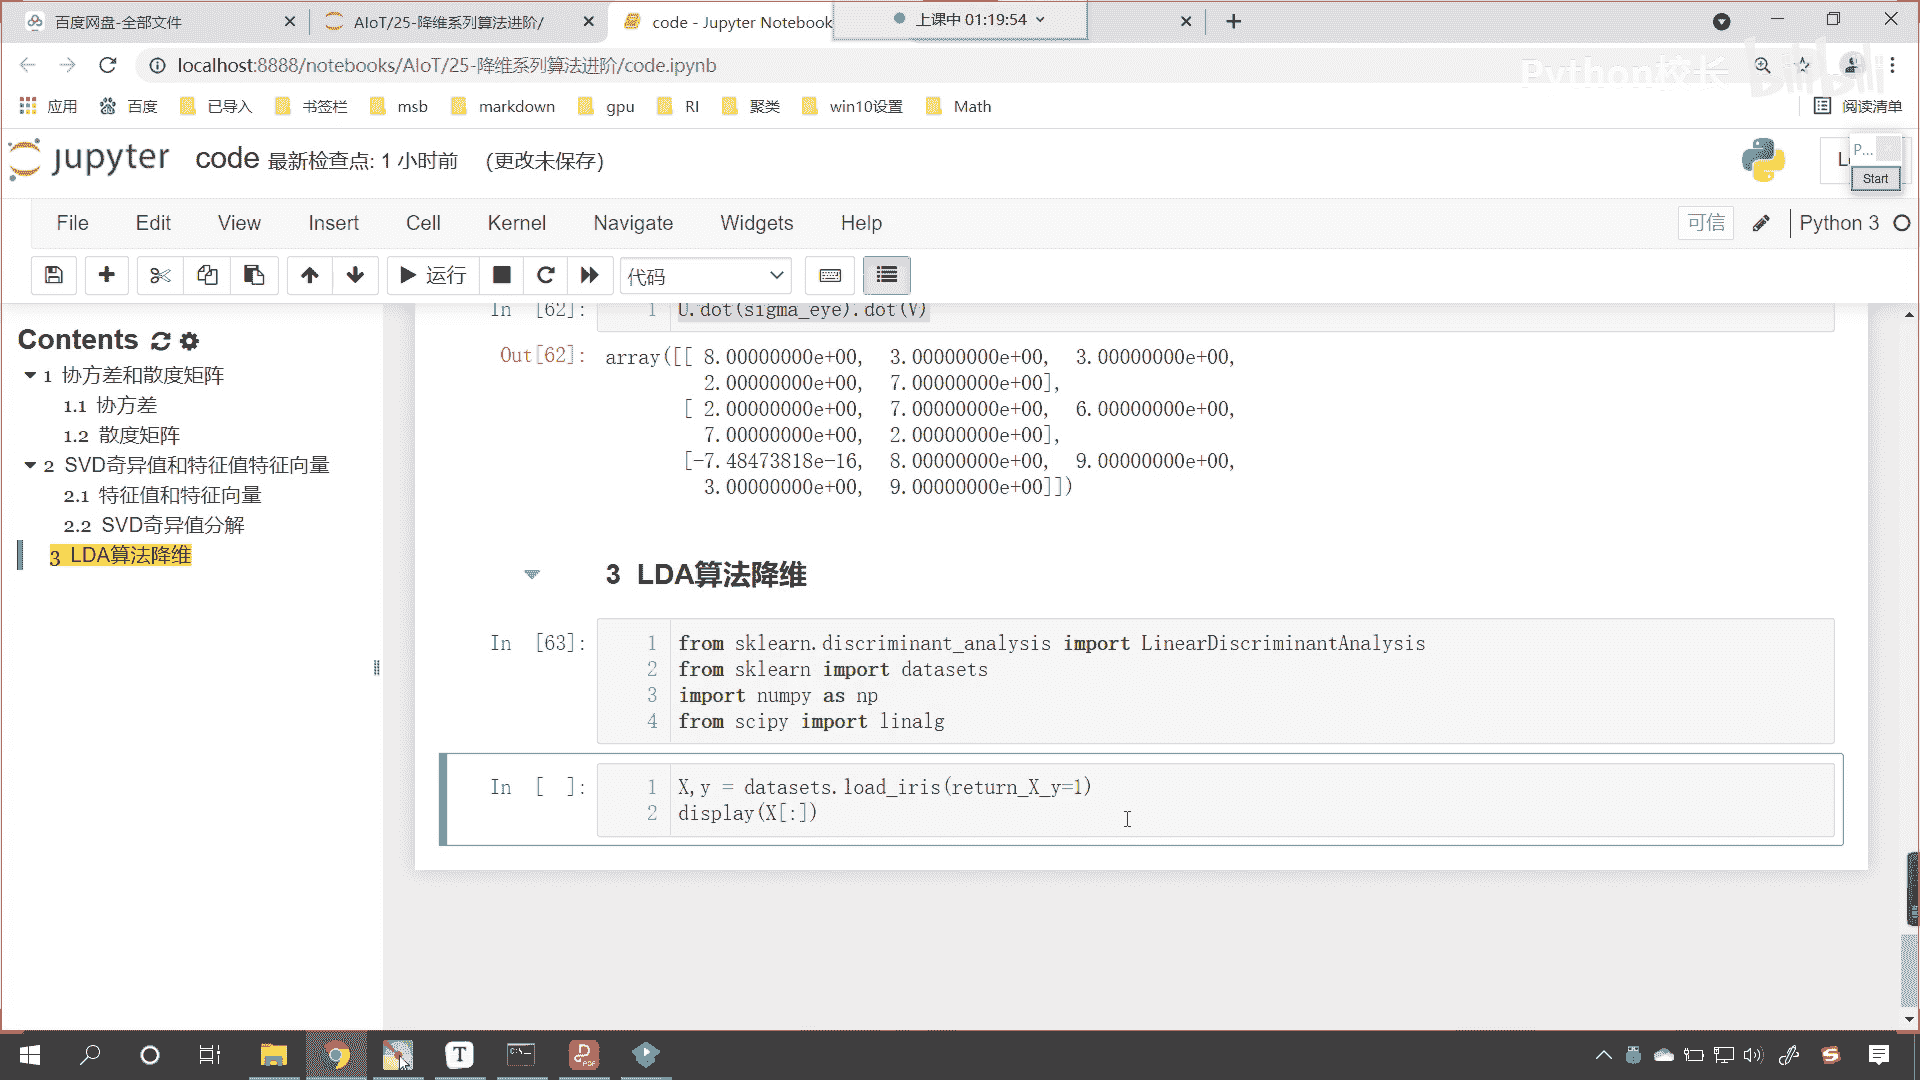 百度网盘-全部文件
AIoT/25-降维系列算法进阶/
code - Jupyter Notebook
上课中 01:19:54
localhost:8888/notebooks/AIoT/25-降维系列算法进阶/code.ipynb
Python校长
bilibili
应用
百度
已导入
书签栏
msb
markdown
gpu
RI
聚类
win10设置
Math
阅读清单
jupyter
code 最新检查点: 1 小时前 (更改未保存)
P...
Start
File Edit View Insert Cell Kernel Navigate Widgets Help
可信
Python 3
运行
代码
Contents
1 协方差和散度矩阵
1.1 协方差
1.2 散度矩阵
2 SVD奇异值和特征值特征向量
2.1 特征值和特征向量
2.2 SVD奇异值分解
3 LDA算法降维
In [62]: 1 U.dot(sigma_eye).dot(V)
Out[62]: array([[ 8.00000000e+00, 3.00000000e+00, 3.00000000e+00,
2.00000000e+00, 7.00000000e+00],
[ 2.00000000e+00, 7.00000000e+00, 6.00000000e+00,
7.00000000e+00, 2.00000000e+00],
[-7.48473818e-16, 8.00000000e+00, 9.00000000e+00,
3.00000000e+00, 9.00000000e+00]])
3 LDA算法降维
In [63]: 1 from sklearn.discriminant_analysis import LinearDiscriminantAnalysis
2 from sklearn import datasets
3 import numpy as np
4 from scipy import linalg
In [ ]: 1 X,y = datasets.load_iris(return_X_y=1)
2 display(X[:])